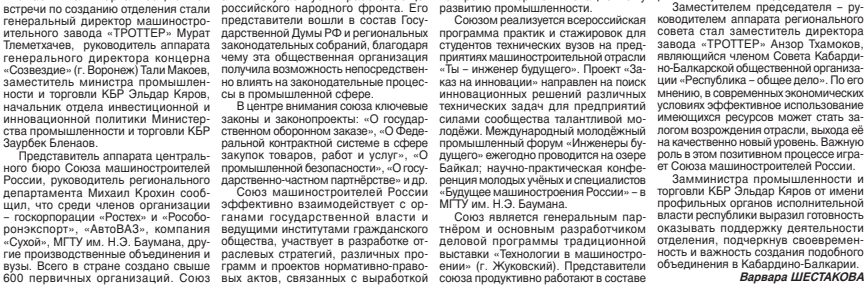 встречи по созданию отделения стали
генеральный директор машиностро-
ительного завода «ТРОТТЕР» Мурат
Тлеметхачев, руководитель аппарата
генерального директора концерна
«Созвездие» (г. Воронеж) Тали Макоев,
заместитель министра промышлен-
ности и торговли КБР Эльдар Кяров,
начальник отдела инвестиционной и
инновационной политики Министер-
ства промышленности и торговли КБР
Заурбек Бленаов.
Представитель аппарата централь-
ного бюро Союза машиностроителей
России, руководитель регионального
департамента Михаил Крохин сооб-
щил, что среди членов организации
– госкорпорации «Ростех» и «Рособо-
ронэкспорт», «АвтоВАЗ», компания
«Сухой», МГТУ им. Н.Э. Баумана, дру-
гие производственные объединения и
вузы. Всего в стране создано свыше
600 первичных организаций. Союз
российского народного фронта. Его
представители вошли в состав Госу-
дарственной Думы РФ и региональных
законодательных собраний, благодаря
чему эта общественная организация
получила возможность непосредствен-
но влиять на законодательные процес-
сы в промышленной сфере.
В центре внимания союза ключевые
законы и законопроекты: «О государ-
ственном оборонном заказе», «О Феде-
ральной контрактной системе в сфере
закупок товаров, работ и услуг», «О
промышленной безопасности», «О госу-
дарственно-частном партнёрстве» и др.
Союз машиностроителей России
эффективно взаимодействует с ор-
ганами государственной власти и
ведущими институтами гражданского
общества, участвует в разработке от-
раслевых стратегий, различных про-
грамм и проектов нормативно-право-
вых актов, связанных с выработкой
развитию промышленности.
Союзом реализуется всероссийская
программа практик и стажировок для
студентов технических вузов на пред-
приятиях машиностроительной отрасли
«Ты – инженер будущего». Проект «За-
каз на инновации» направлен на поиск
инновационных решений различных
технических задач для предприятий
силами сообщества талантливой мо-
лодёжи. Международный молодёжный
промышленный форум «Инженеры бу-
дущего» ежегодно проводится на озере
Байкал; научно-практическая конфе-
ренция молодых учёных и специалистов
«Будущее машиностроения России» – в
МГТУ им. Н.Э. Баумана.
Союз является генеральным пар-
тнёром и основным разработчиком
деловой программы традиционной
выставки «Технологии в машиностро-
ении» (г. Жуковский). Представители
союза продуктивно работают в составе
Заместителем председателя – ру-
ководителем аппарата регионального
совета стал заместитель директора
завода «ТРОТТЕР» Анзор Тхамоков,
являющийся членом Совета Кабарди-
но-Балкарской общественной организа-
ции «Республика – общее дело». По его
мнению, в современных экономических
условиях эффективное использование
имеющихся ресурсов может стать за-
логом возрождения отрасли, выхода её
на качественно новый уровень. Важную
роль в этом позитивном процессе игра-
ет Союза машиностроителей России.
Замминистра промышленности и
торговли КБР Эльдар Кяров от имени
профильных органов исполнительной
власти республики выразил готовность
оказывать поддержку деятельности
отделения, подчеркнув своевремен-
ность и важность создания подобного
объединения в Кабардино-Балкарии.
Варвара ШЕСТАКОВА